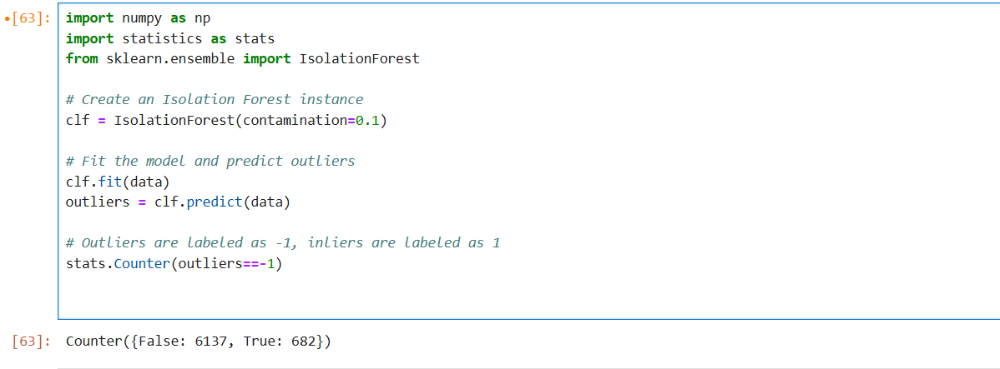 [63]: import numpy as np
import statistics as stats
from sklearn.ensemble import IsolationForest
# Create an Isolation Forest instance
clf = IsolationForest(contamination=0.1)
# Fit the model and predict outliers
clf.fit(data)
outliers = clf.predict(data)
# Outliers are labeled as -1, inliers are labeled as 1
stats.Counter(outliers==-1)
[63]: Counter({False: 6137, True: 682})